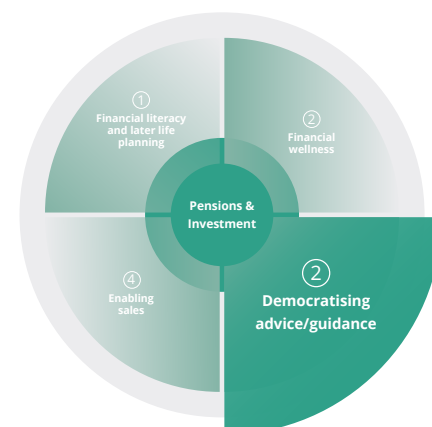 ①
Financial literacy
and later life
planning
②
Financial
wellness
Pensions &
Investment
④
Enabling
sales
②
Democratising
advice/guidance